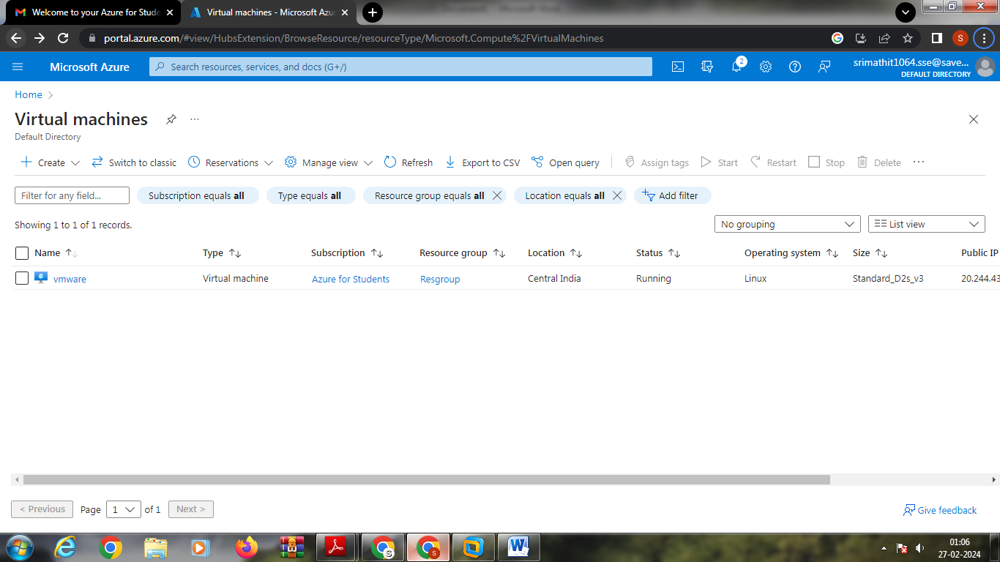 Welcome to your Azure for Stude
Virtual machines - Microsoft Azu
portal.azure.com/#view/HubsExtension/BrowseResource/resourceType/Microsoft.Compute%2FVirtualMachines
S
Microsoft Azure
Search resources, services, and docs (G+/)
2
srimathit1064.sse@save...
DEFAULT DIRECTORY
Home
Virtual machines
Default Directory
Create Switch to classic Reservations Manage view Refresh Export to CSV Open query Assign tags Start Restart Stop Delete
Filter for any field... Subscription equals all Type equals all Resource group equals all Location equals all Add filter
Showing 1 to 1 of 1 records. No grouping List view
Name Type Subscription Resource group Location Status Operating system Size Public IP
vmware Virtual machine Azure for Students Resgroup Central India Running Linux Standard_D2s_v3 20.244.43
< Previous Page 1 of 1 Next > Give feedback
01:06
27-02-2024